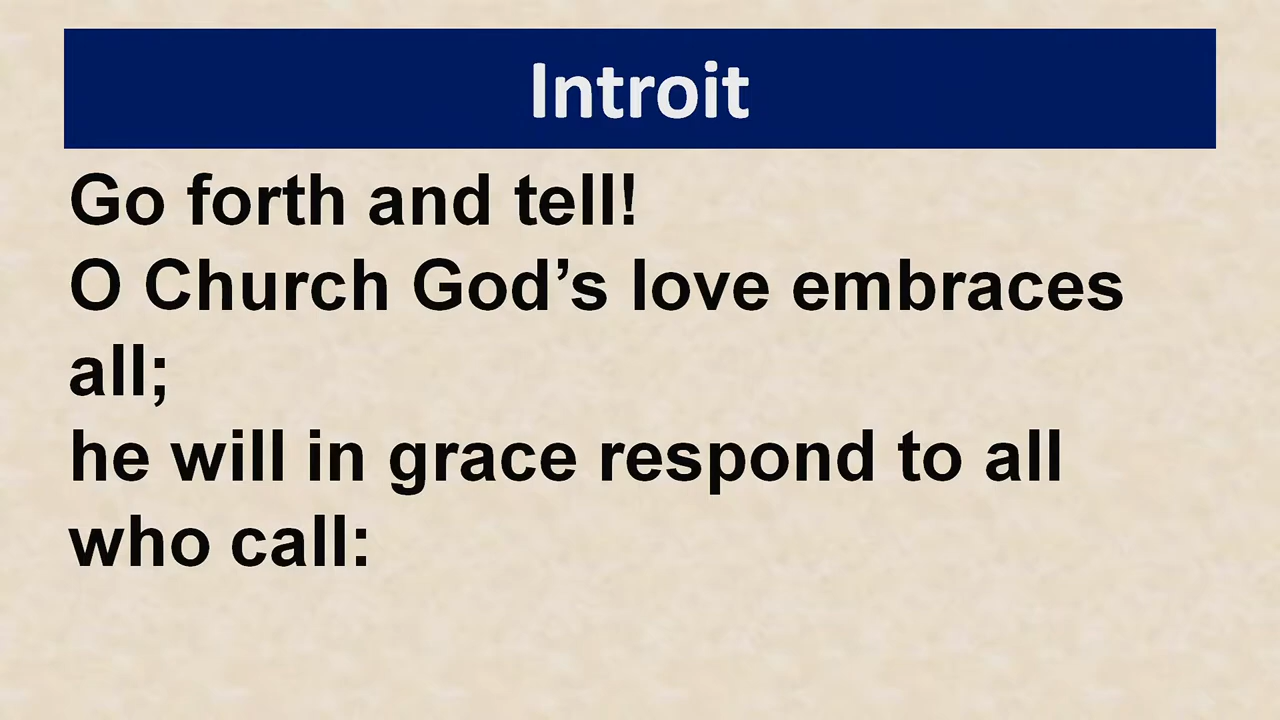 Introit
Go forth and tell!
O Church God’s love embraces
all;
he will in grace respond to all
who call: